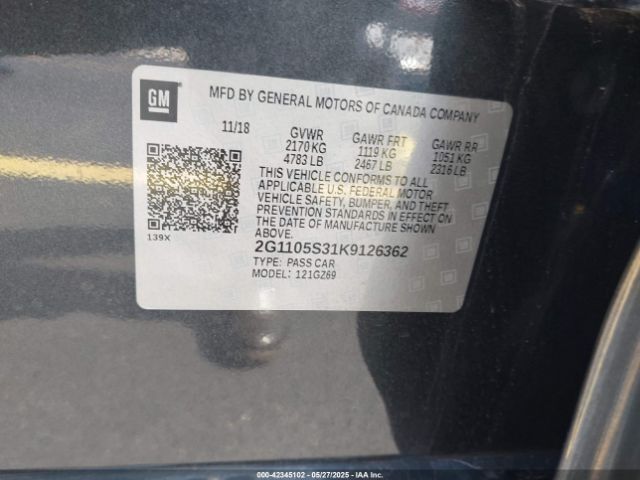 GM
MFD BY GENERAL MOTORS OF CANADA COMPANY
11/18 GVWR GAWR FRT GAWR RR
2170 KG 1119 KG 1051 KG
4783 LB 2467 LB 2316 LB
THIS VEHICLE CONFORMS TO ALL
APPLICABLE U.S. FEDERAL MOTOR
VEHICLE SAFETY, BUMPER, AND THEFT
PREVENTION STANDARDS IN EFFECT ON
THE DATE OF MANUFACTURE SHOWN
ABOVE.
139X
2G1105S31K9126362
TYPE: PASS CAR
MODEL: 121GZ69
000-42345102 - 05/27/2025 - IAA Inc.